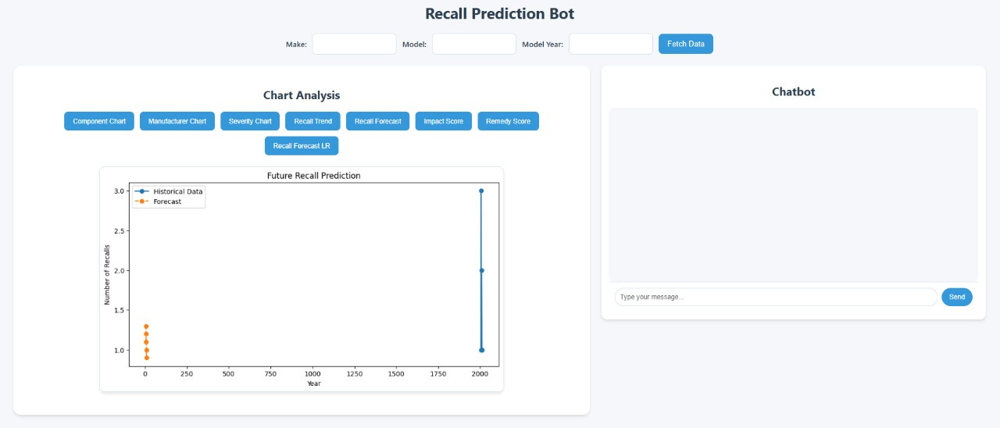 Recall Prediction Bot
Make: Model: Model Year: Fetch Data
Chart Analysis
Component Chart Manufacturer Chart Severity Chart Recall Trend Recall Forecast Impact Score Remedy Score
Recall Forecast LR
Future Recall Prediction
Historical Data
Forecast
Number of Recalls
3.0
2.5
2.0
1.5
1.0
0 250 500 750 1000 1250 1500 1750 2000
Year
Chatbot
Type your message... Send